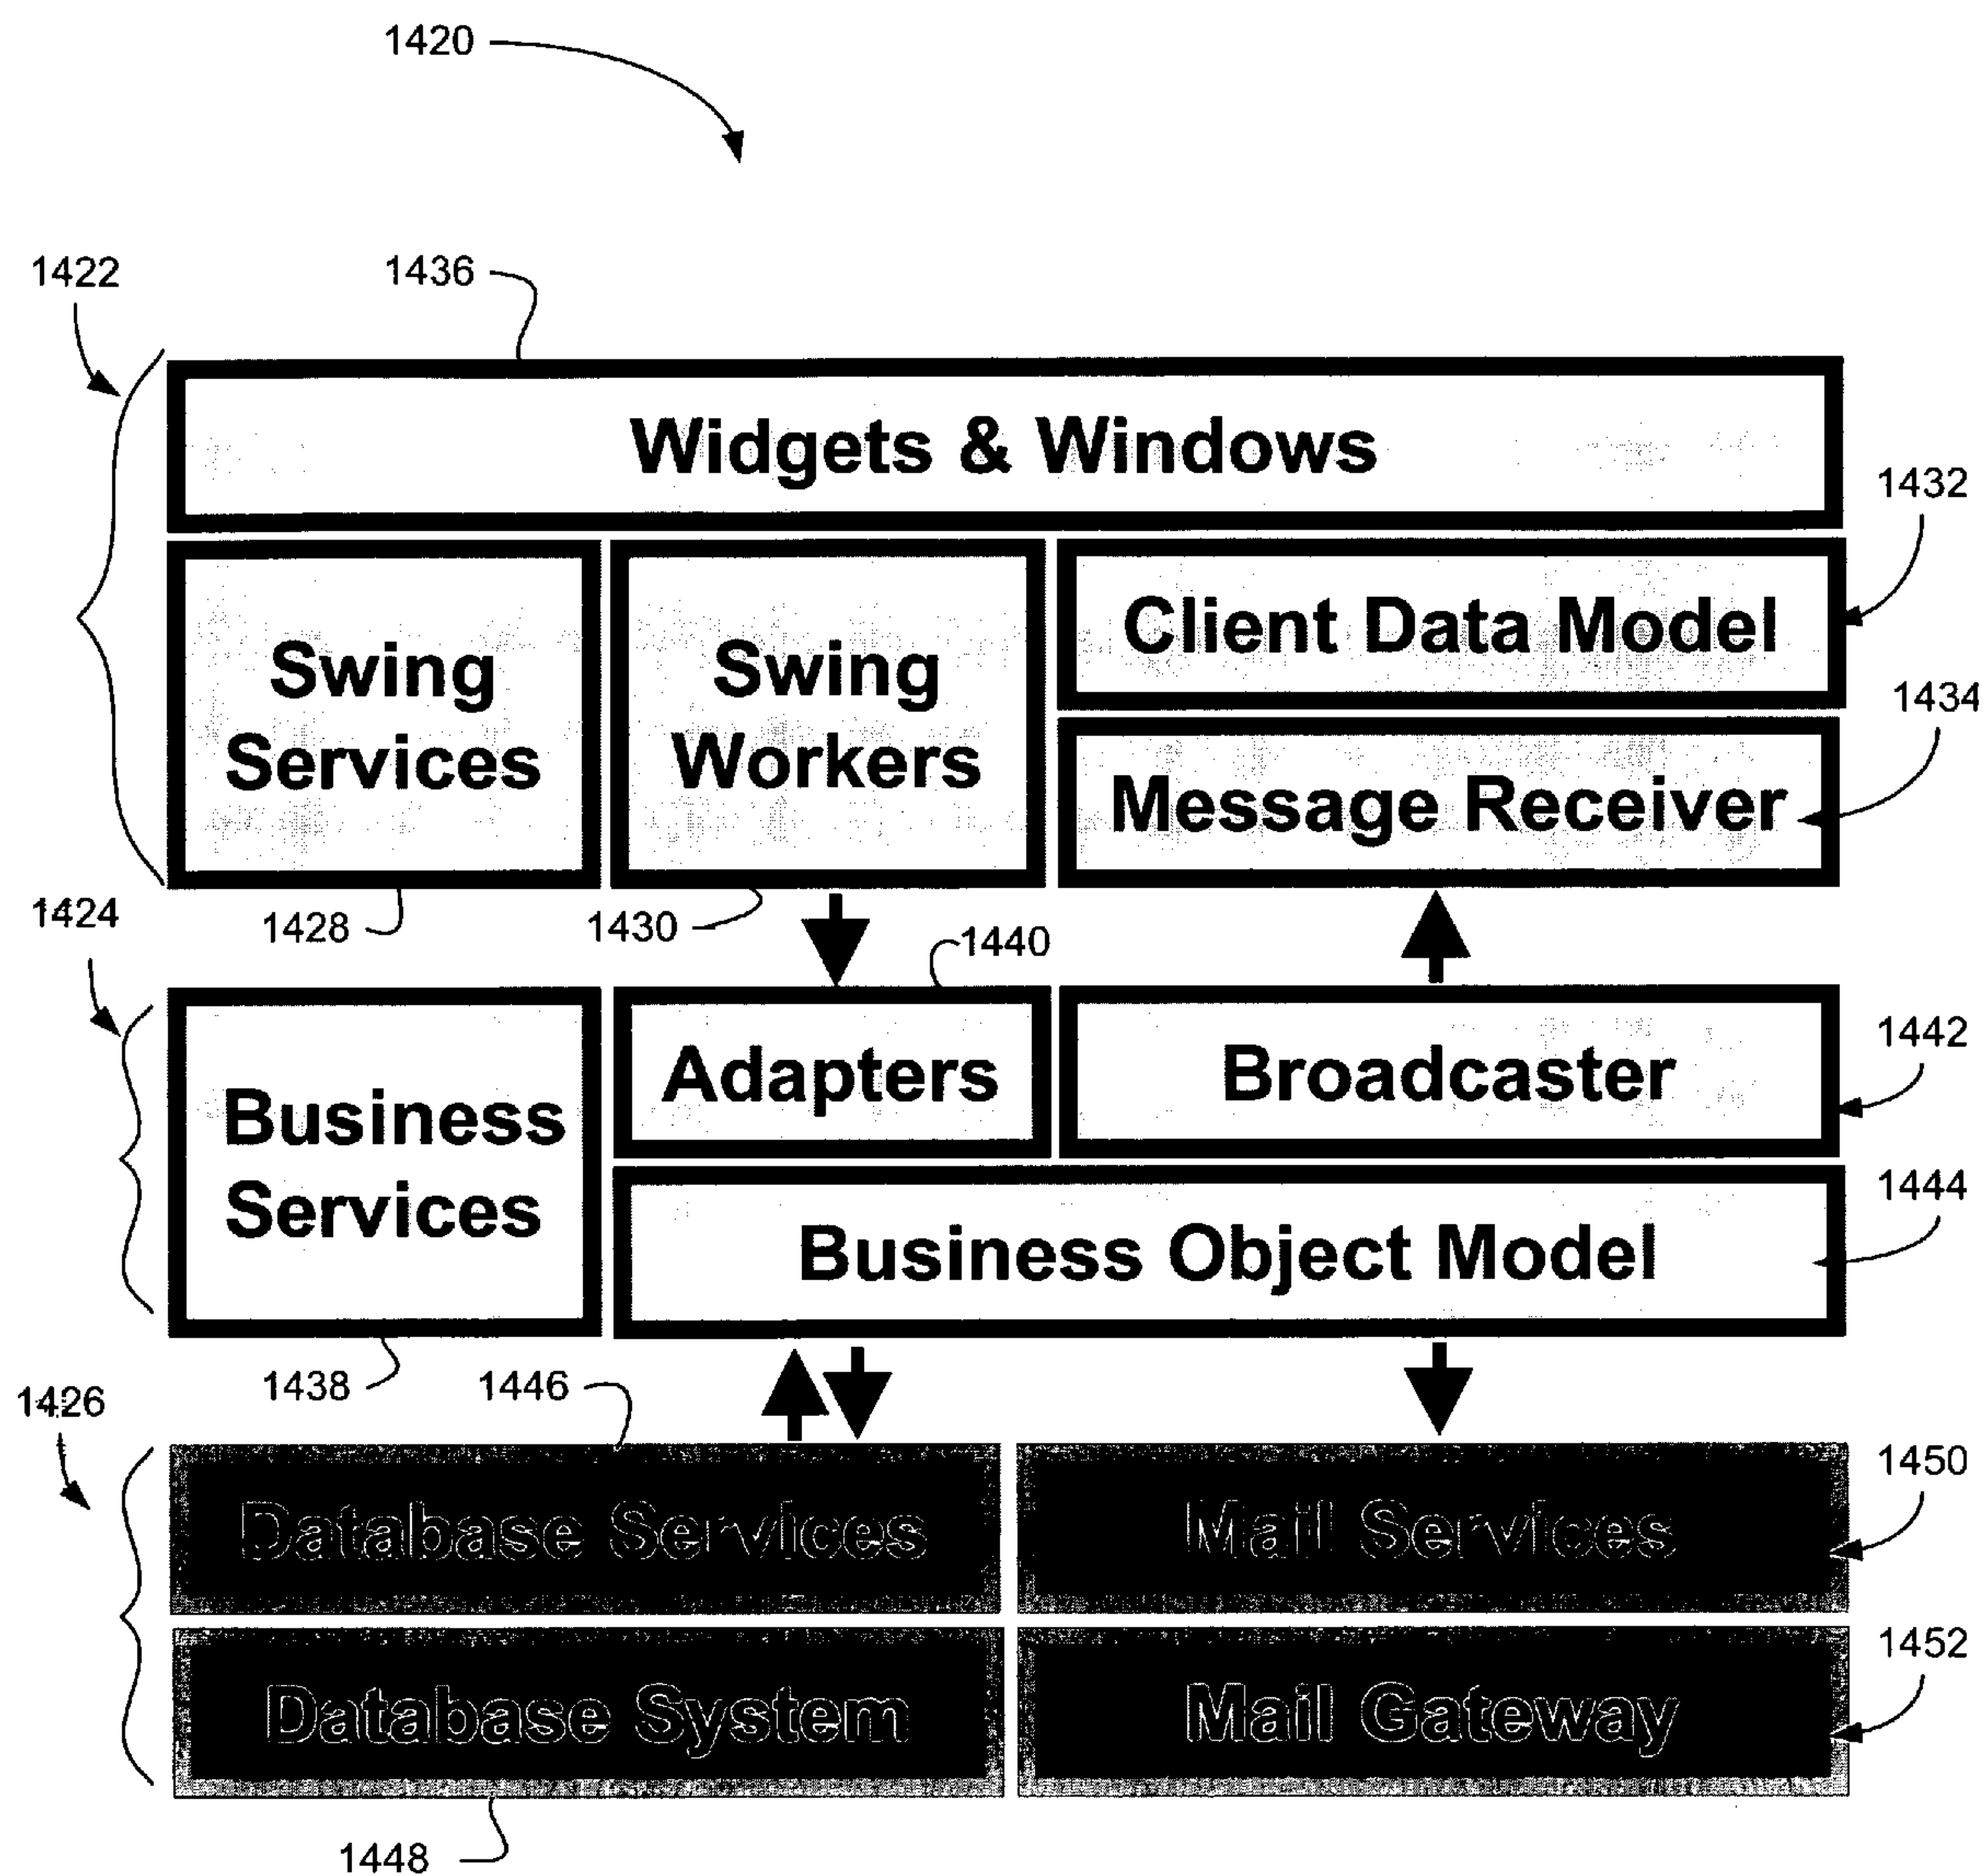 1420
1422
1436
Widgets & Windows
1432
Swing
Services
Swing
Workers
Client Data Model
1434
Message Receiver
1424
1428
1430
1440
Business
Services
Adapters
Broadcaster
1442
1444
Business Object Model
1426
1438
1446
Database Services
Mail Services
1450
Database System
Mail Gateway
1452
1448